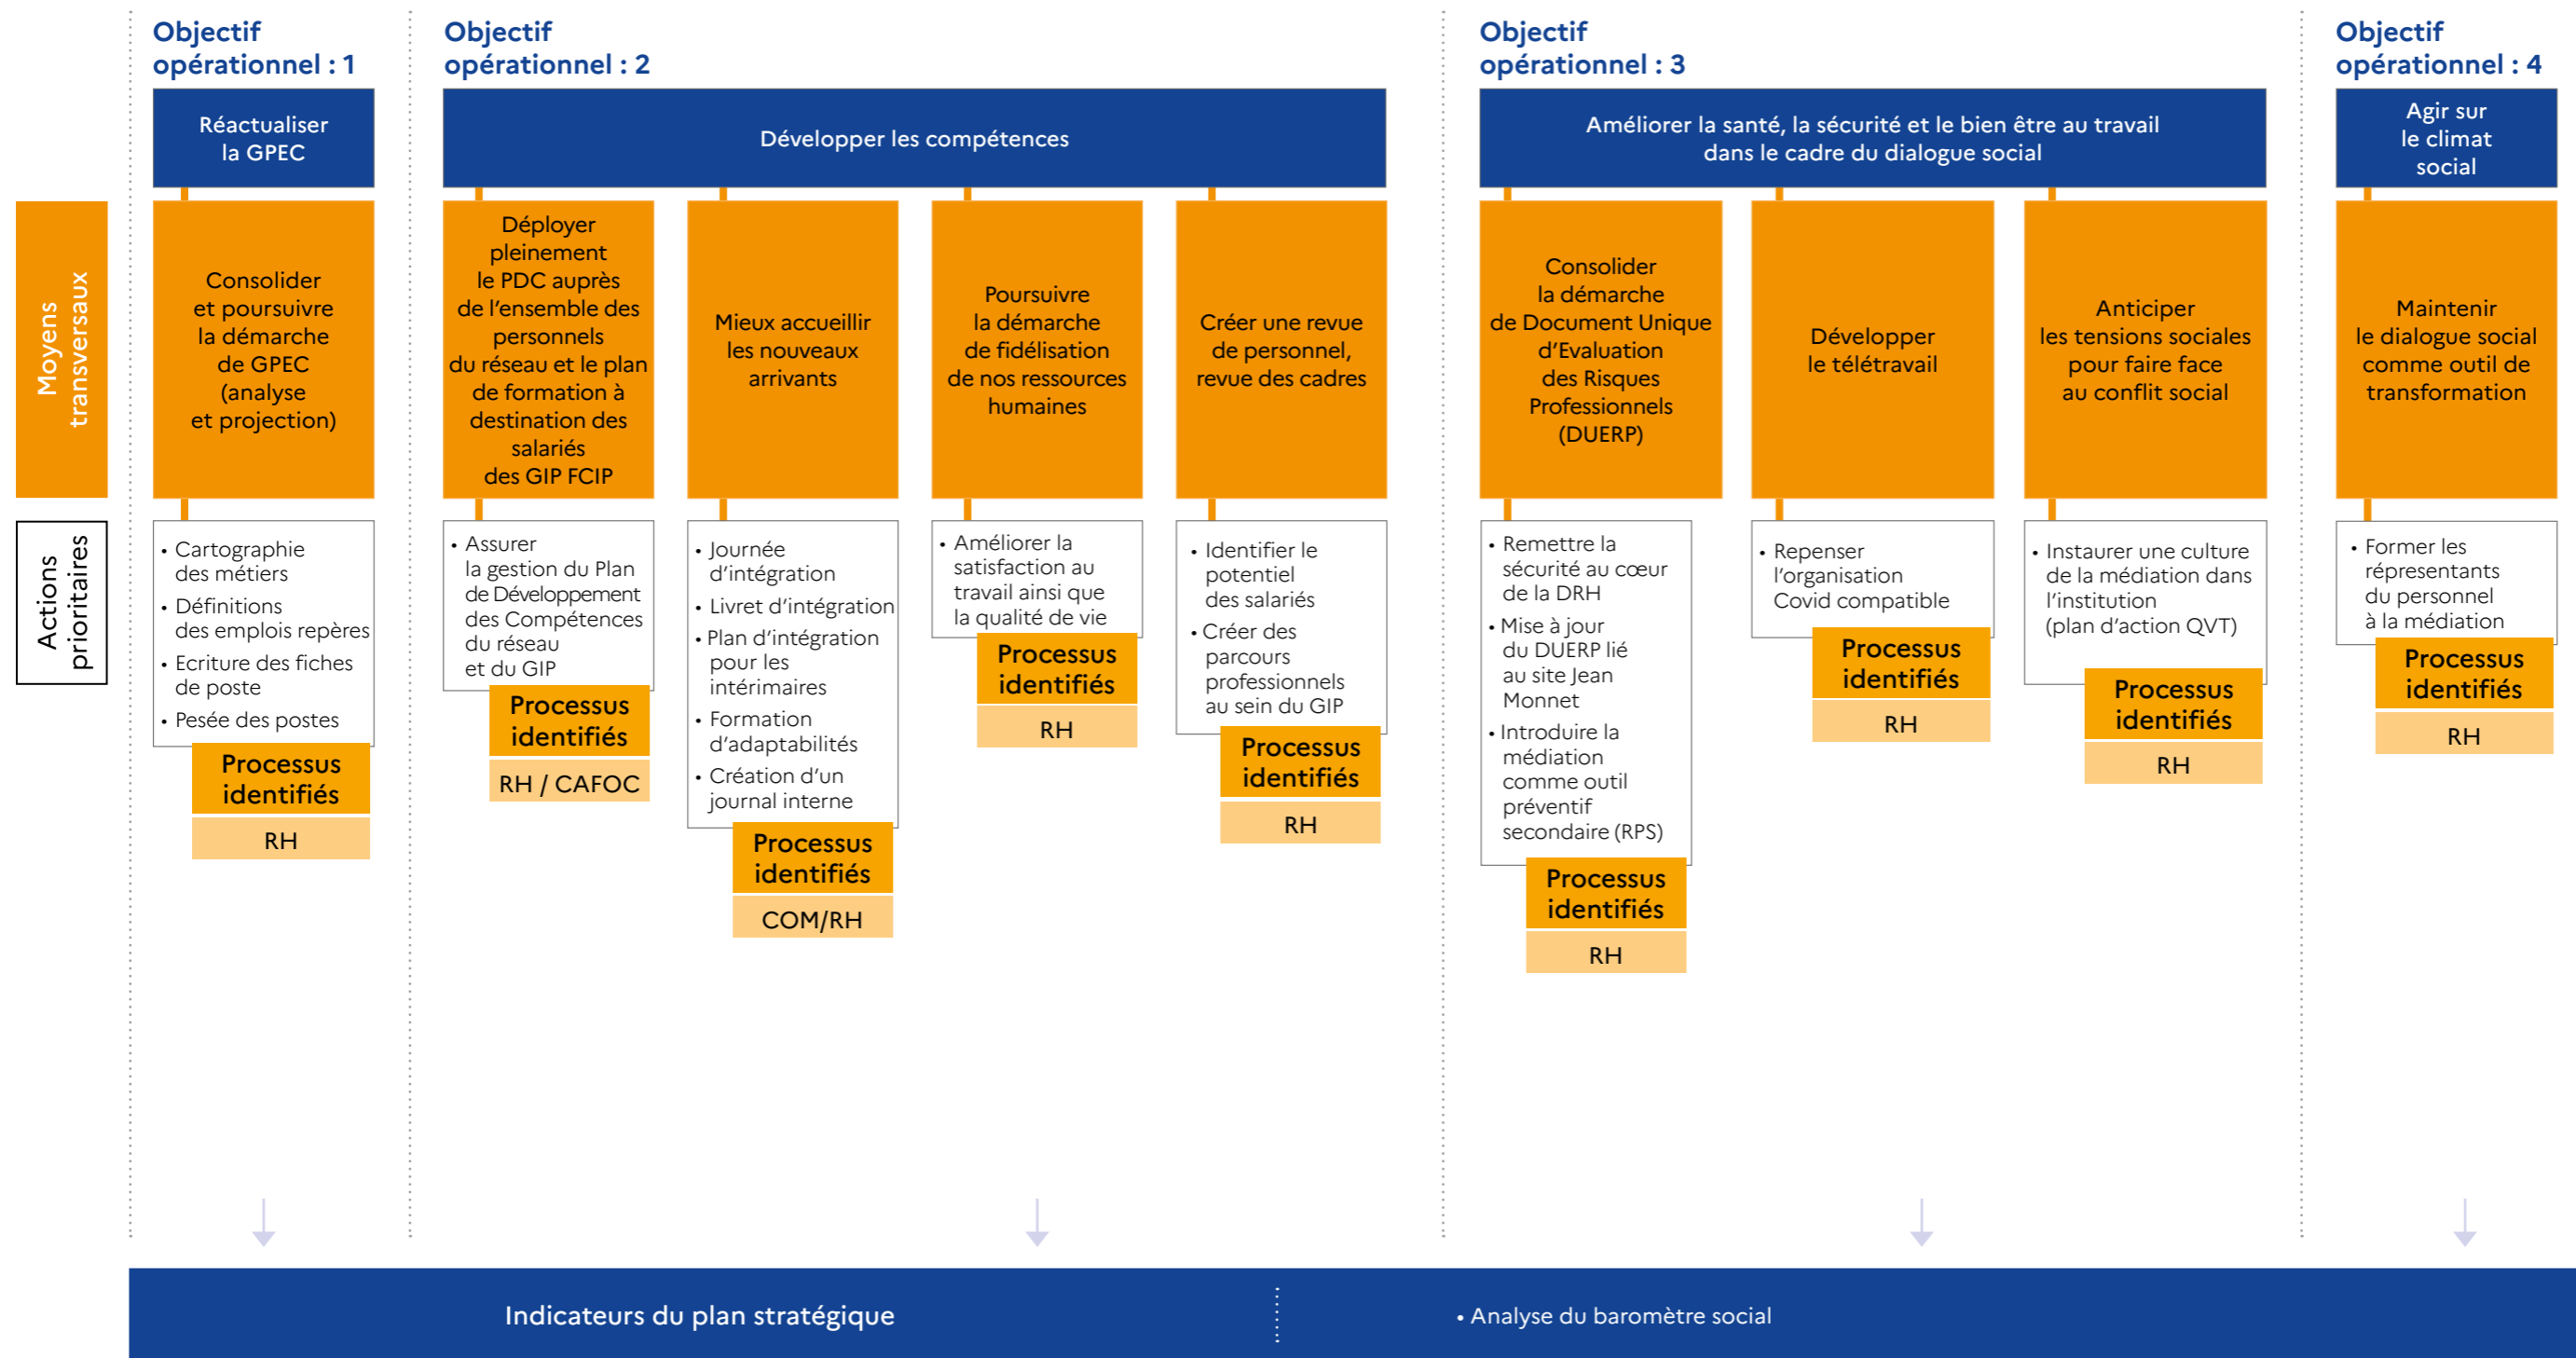 Objectif
opérationnel : 1
Réactualiser
la GPEC
Objectif
opérationnel : 2
Développer les compétences
Objectif
opérationnel : 3
Améliorer la santé, la sécurité et le bien être au travail
dans le cadre du dialogue social
Objectif
opérationnel : 4
Agir sur
le climat
social
Moyens
transversaux
Consolider
et poursuivre
la démarche
de GPEC
(analyse
et projection)
Déployer
pleinement
le PDC auprès
de l'ensemble des
personnels
du réseau et le plan
de formation à
destination des
salariés
des GIP FCIP
Mieux accueillir
les nouveaux
arrivants
Poursuivre
la démarche
de fidélisation
de nos ressources
humaines
Créer une revue
de personnel,
revue des cadres
Consolider
la démarche
de Document Unique
d'Evaluation
des Risques
Professionnels
(DUERP)
Développer
le télétravail
Anticiper
les tensions sociales
pour faire face
au conflit social
Maintenir
le dialogue social
comme outil de
transformation
Actions
prioritaires
• Cartographie
des métiers
• Définitions
des emplois repères
• Ecriture des fiches
de poste
• Pesée des postes
Processus
identifiés
RH
• Assurer
la gestion du Plan
de Développement
des Compétences
du réseau
et du GIP
Processus
identifiés
RH / CAFOC
• Journée
d'intégration
• Livret d'intégration
• Plan d'intégration
pour les
intérimaires
• Formation
d'adaptabilités
• Création d'un
journal interne
Processus
identifiés
COM/RH
• Améliorer la
satisfaction au
travail ainsi que
la qualité de vie
Processus
identifiés
RH
• Identifier le
potentiel
des salariés
• Créer des
parcours
professionnels
au sein du GIP
Processus
identifiés
RH
• Remettre la
sécurité au cœur
de la DRH
• Mise à jour
du DUERP lié
au site Jean
Monnet
• Introduire la
médiation
comme outil
préventif
secondaire (RPS)
Processus
identifiés
RH
• Repenser
l'organisation
Covid compatible
Processus
identifiés
RH
• Instaurer une culture
de la médiation dans
l'institution
(plan d'action QVT)
Processus
identifiés
RH
• Former les
répresentants
du personnel
à la médiation
Processus
identifiés
RH
Indicateurs du plan stratégique
• Analyse du baromètre social